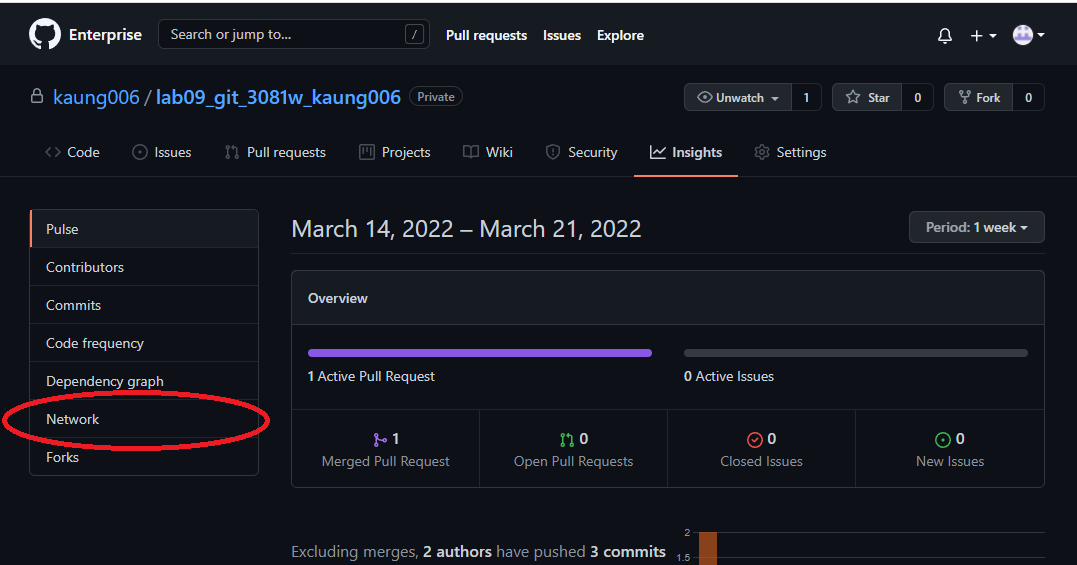 Enterprise Search or jump to... / Pull requests Issues Explore
kaung006 / lab09_git_3081w_kaung006 Private Unwatch 1 Star 0 Fork 0
Code Issues Pull requests Projects Wiki Security Insights Settings
Pulse
Contributors
Commits
Code frequency
Dependency graph
Network
Forks
March 14, 2022 – March 21, 2022 Period: 1 week
Overview
1 Active Pull Request 0 Active Issues
1 0 0 0
Merged Pull Request Open Pull Requests Closed Issues New Issues
Excluding merges, 2 authors have pushed 3 commits
2
1.5